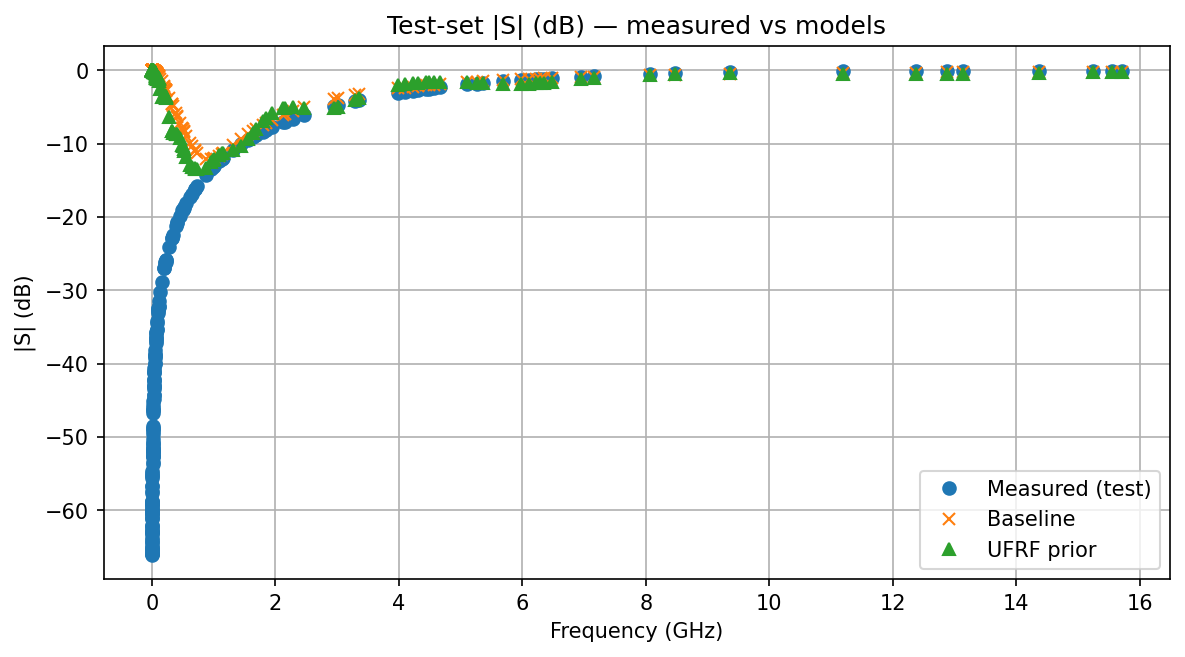 Test-set |S| (dB) — measured vs models
0
−10
−20
−30
−40
−50
−60
|S| (dB)
Measured (test)
Baseline
UFRF prior
0 2 4 6 8 10 12 14 16
Frequency (GHz)